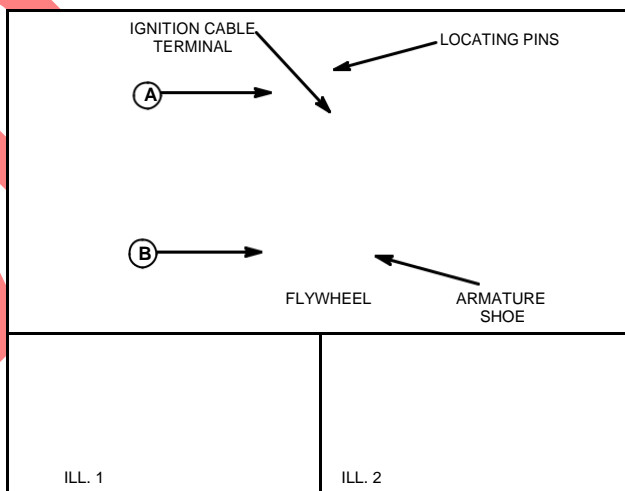 IGNITION CABLE
TERMINAL
LOCATING PINS
A
B
FLYWHEEL
ARMATURE
SHOE
ILL. 1
ILL. 2